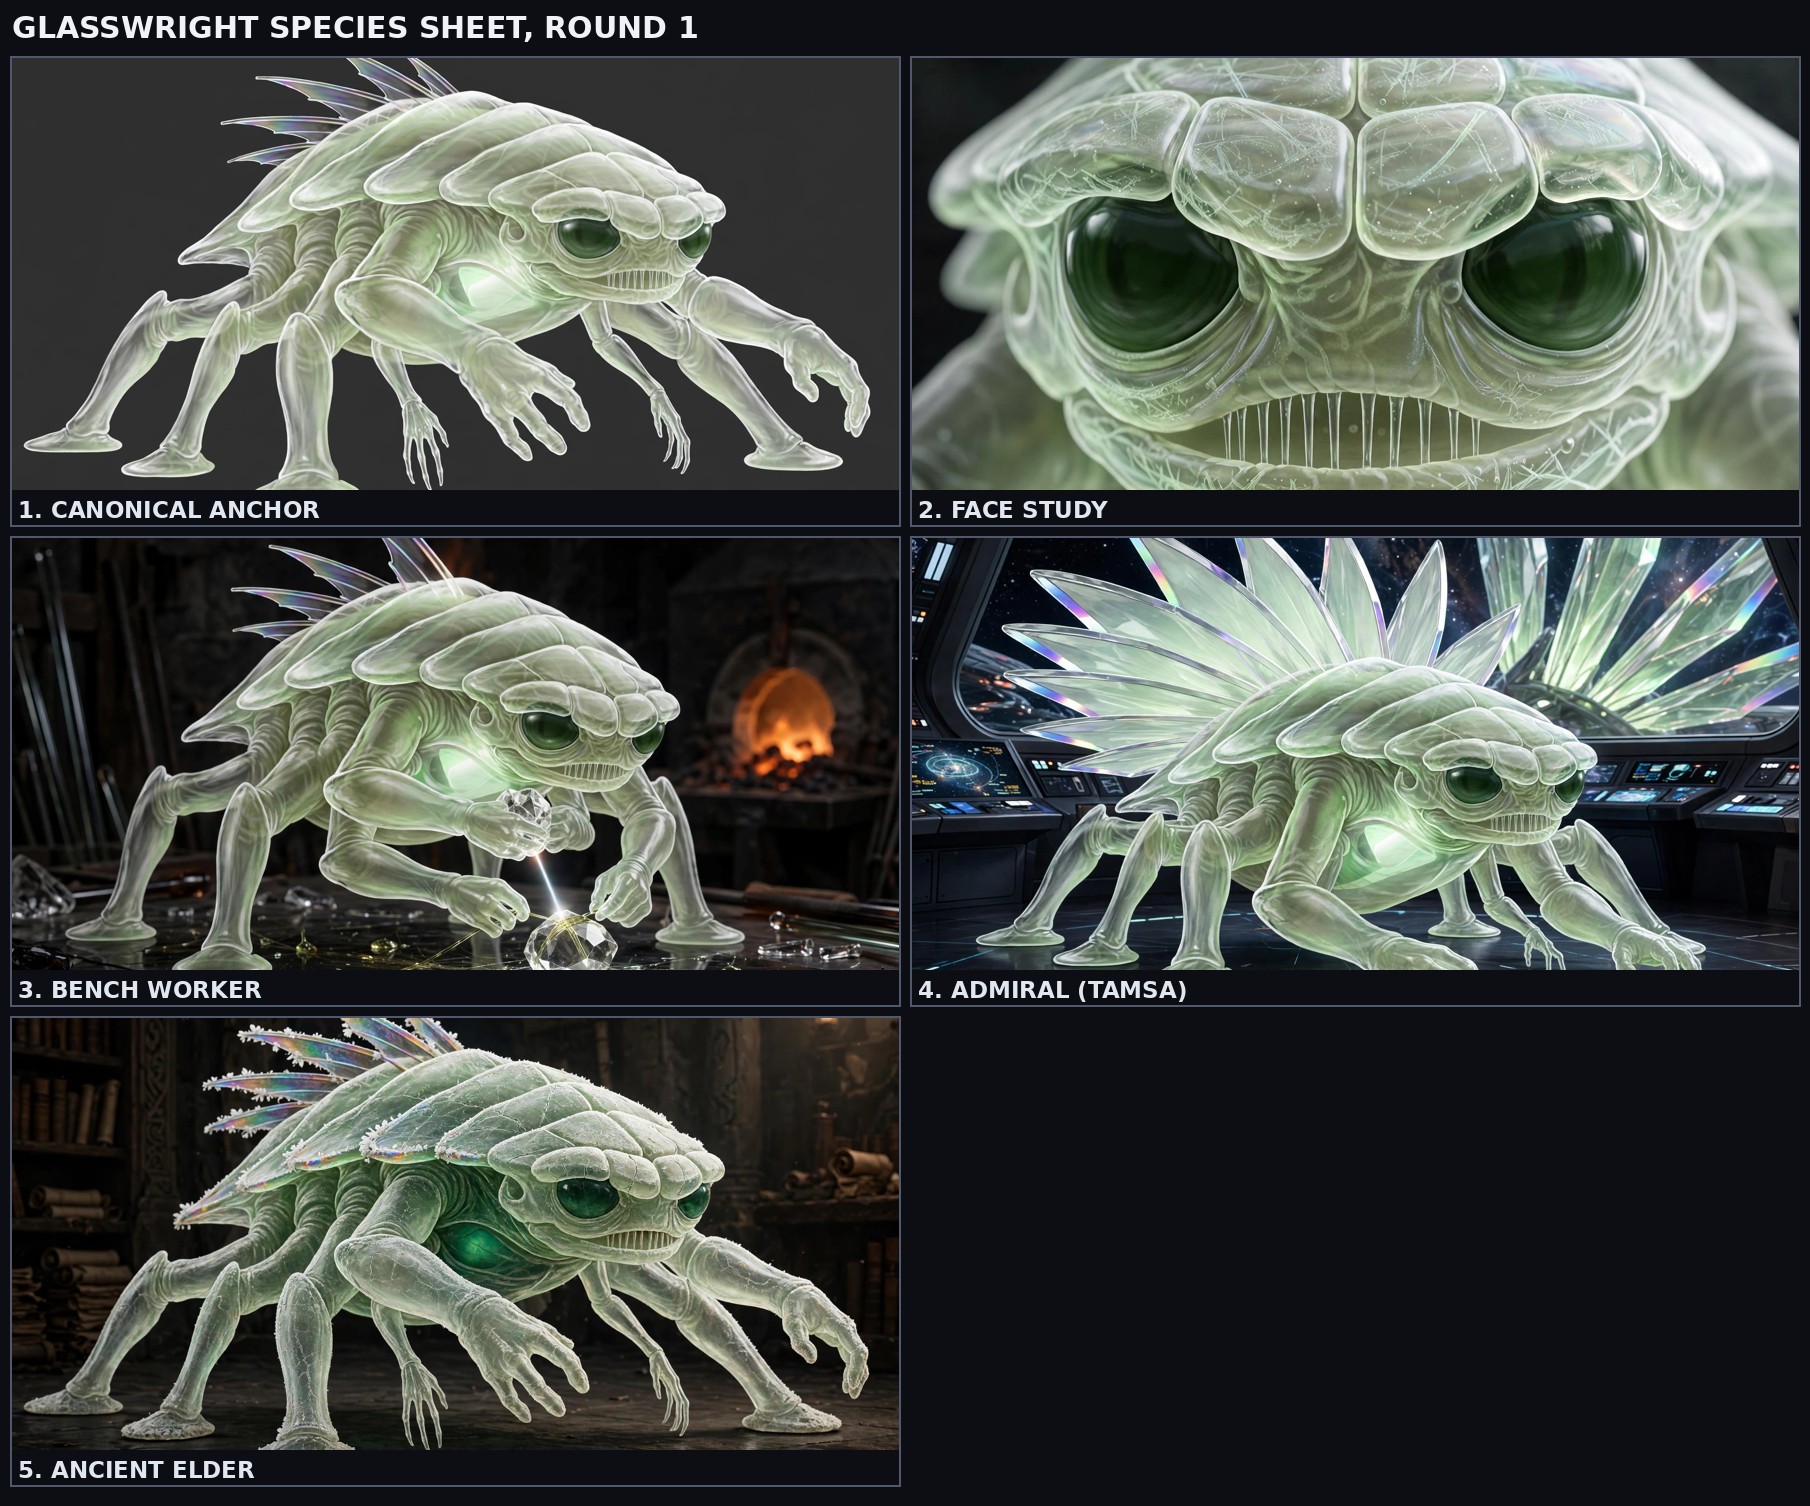 GLASSWRIGHT SPECIES SHEET, ROUND 1
1. CANONICAL ANCHOR
2. FACE STUDY
3. BENCH WORKER
4. ADMIRAL (TAMSA)
5. ANCIENT ELDER